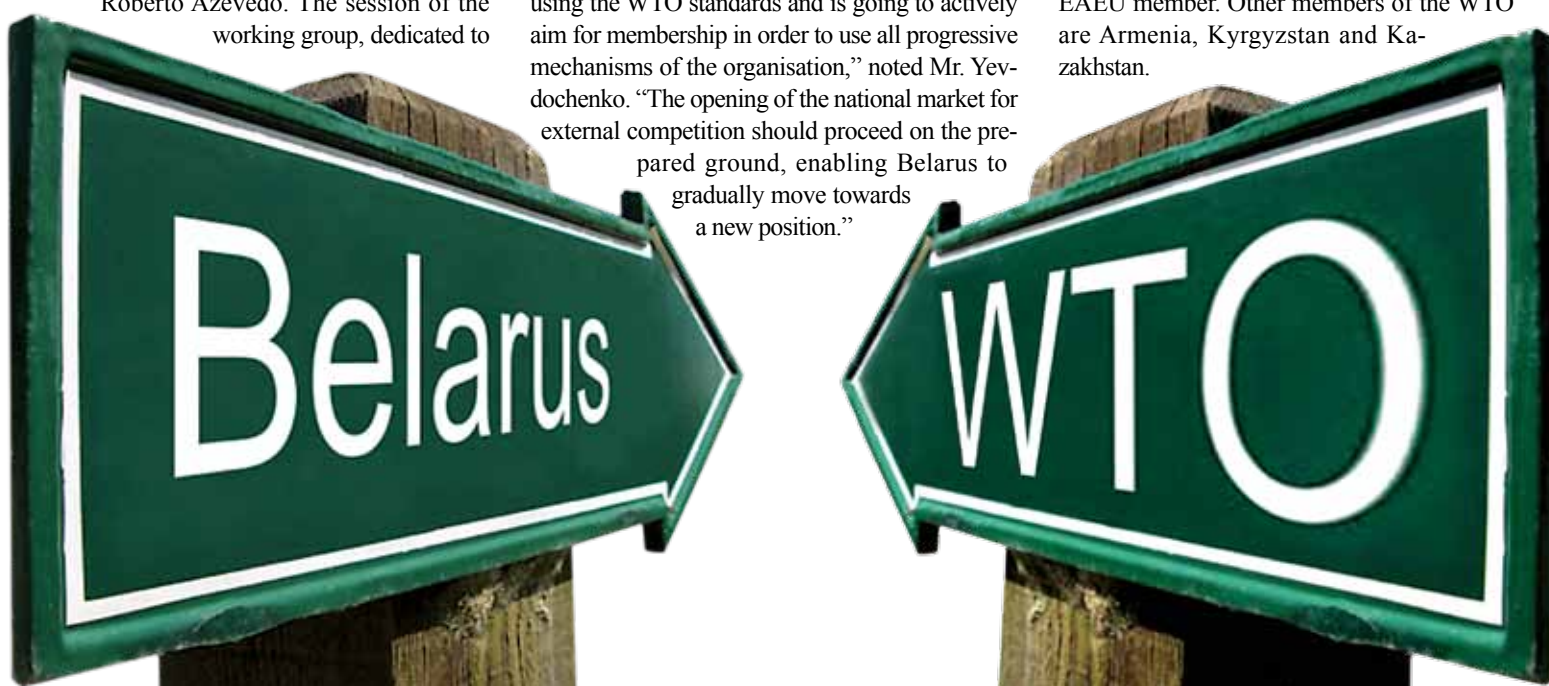 Roberto Azevedo. The session of the
working group, dedicated to
using the WTO standards and is going to actively
aim for membership in order to use all progressive
mechanisms of the organisation,” noted Mr. Yev-
dochenko. “The opening of the national market for
external competition should proceed on the pre-
pared ground, enabling Belarus to
gradually move towards
a new position.”
EAEU member. Other members of the WTO
are Armenia, Kyrgyzstan and Ka-
zakhstan.
Belarus
WTO